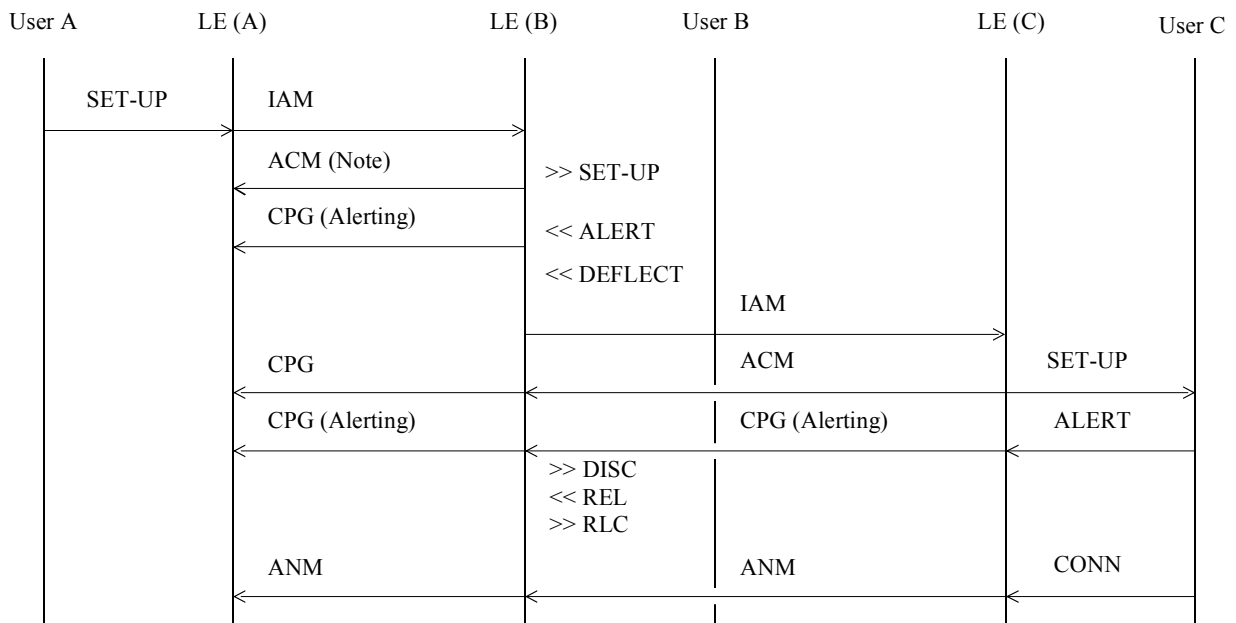 User A LE (A) LE (B) User B LE (C) User C
SET-UP IAM
ACM (Note) >> SET-UP
CPG (Alerting) << ALERT
<< DEFLECT
IAM
CPG ACM SET-UP
CPG (Alerting) CPG (Alerting) ALERT
>> DISC
<< REL
>> RLC
ANM ANM CONN